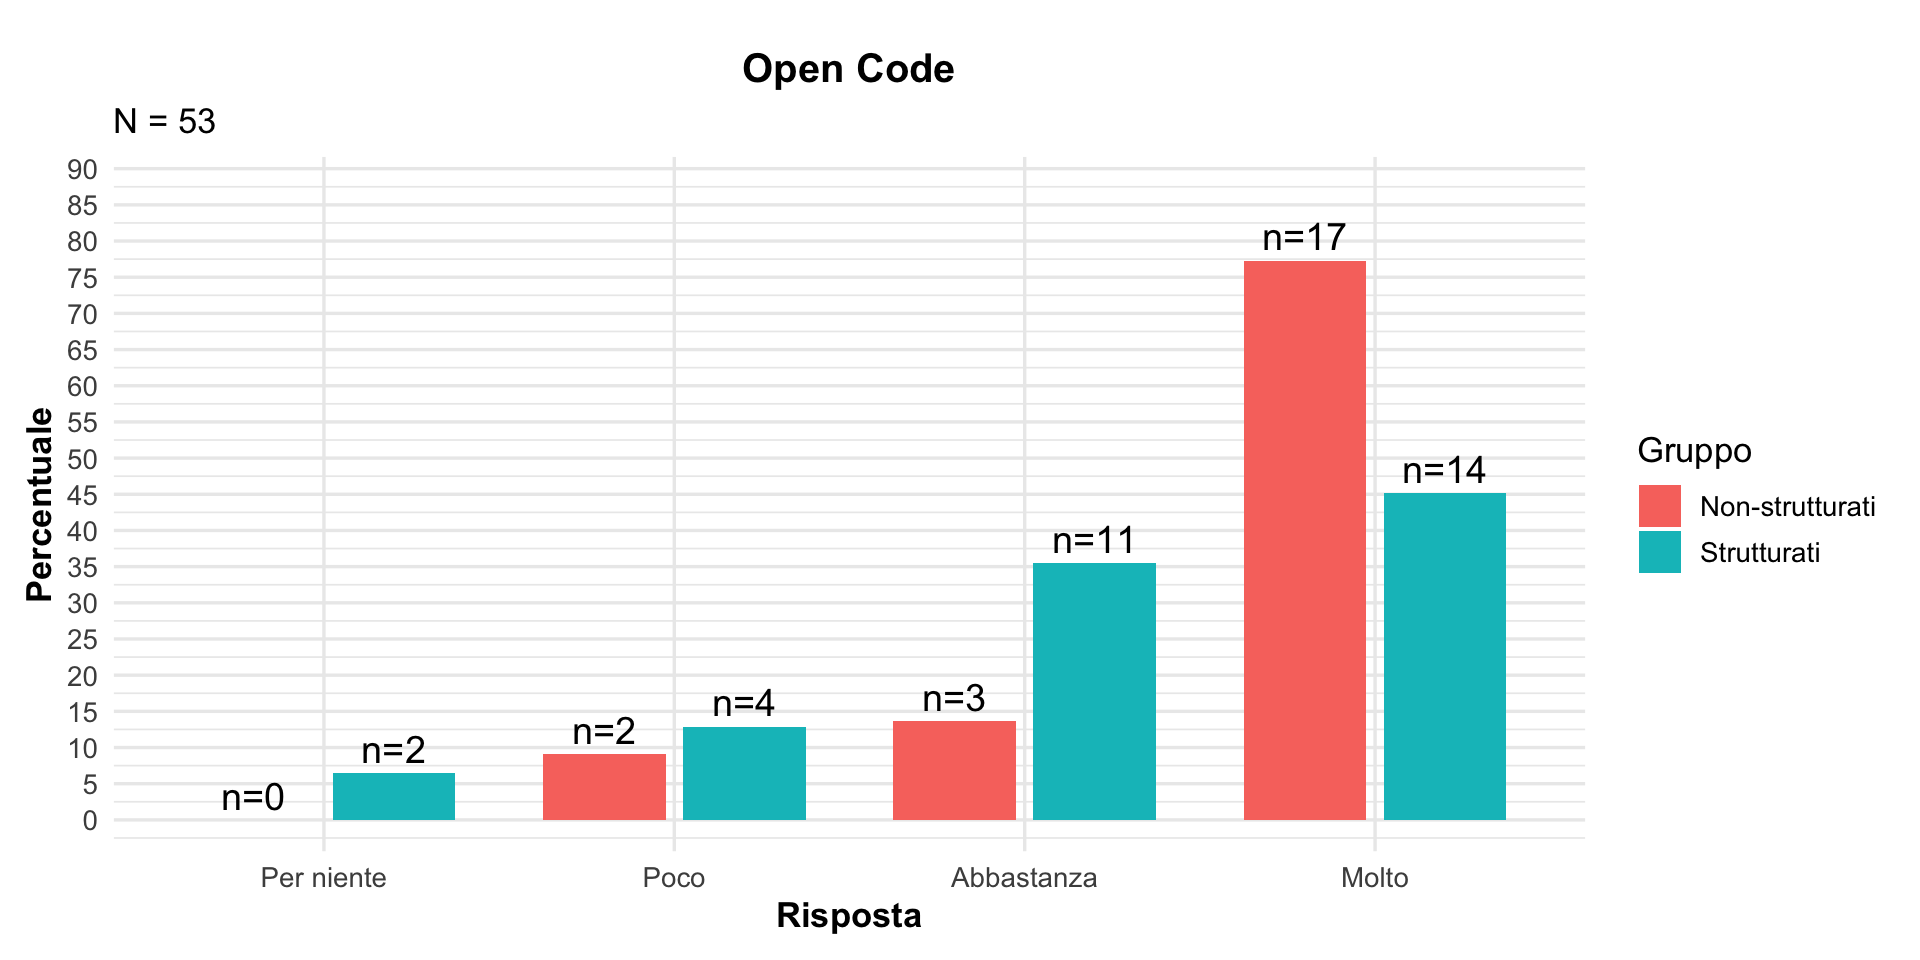 Open Code
N = 53
90
85
80
75
70
65
60
55
50
45
40
35
30
25
20
15
10
5
0
Percentuale
n=0
n=2
n=2
n=4
n=3
n=11
n=17
n=14
Per niente
Poco
Abbastanza
Molto
Risposta
Gruppo
Non-strutturati
Strutturati